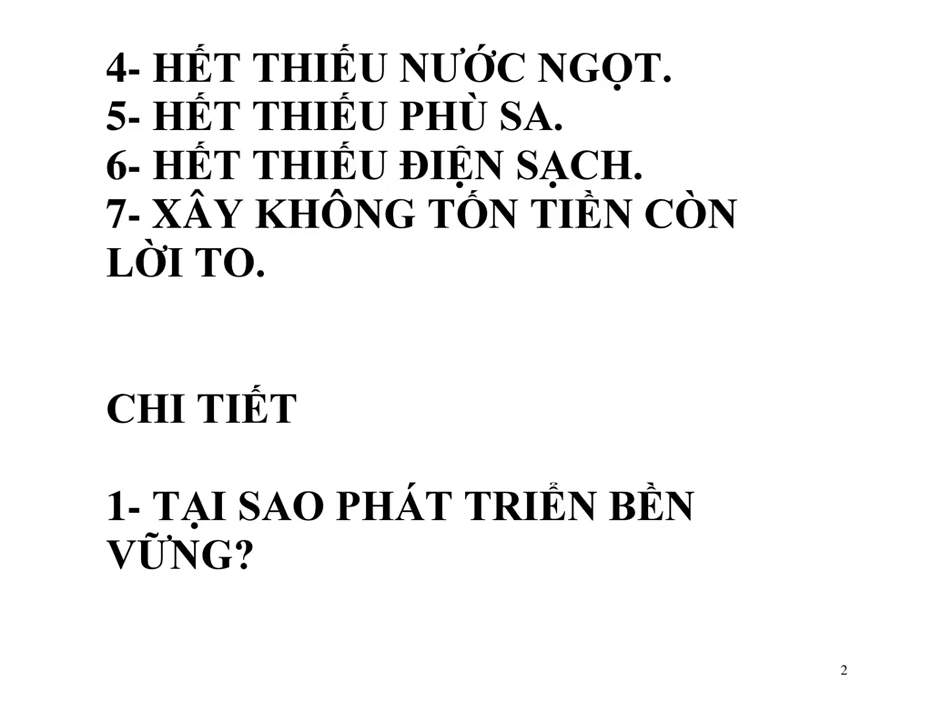 4- HẾT THIẾU NƯỚC NGỌT.
5- HẾT THIẾU PHÙ SA.
6- HẾT THIẾU ĐIỆN SẠCH.
7- XÂY KHÔNG TỐN TIỀN CÒN
LỜI TO.
CHI TIẾT
1- TẠI SAO PHÁT TRIỂN BỀN
VỮNG?
2